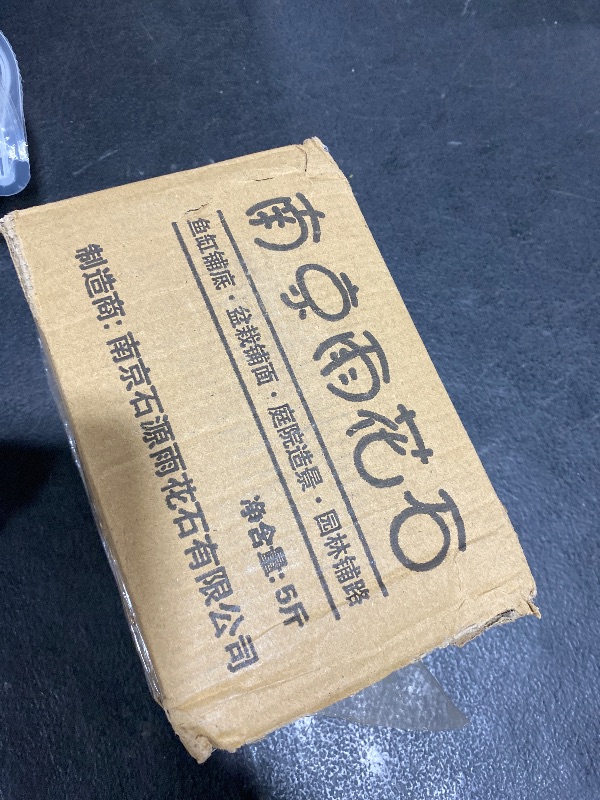 南京雨花石
鱼缸铺底·盆栽铺面·庭院造景·园林铺路
净含量:5斤
制造商:南京石源雨花石有限公司